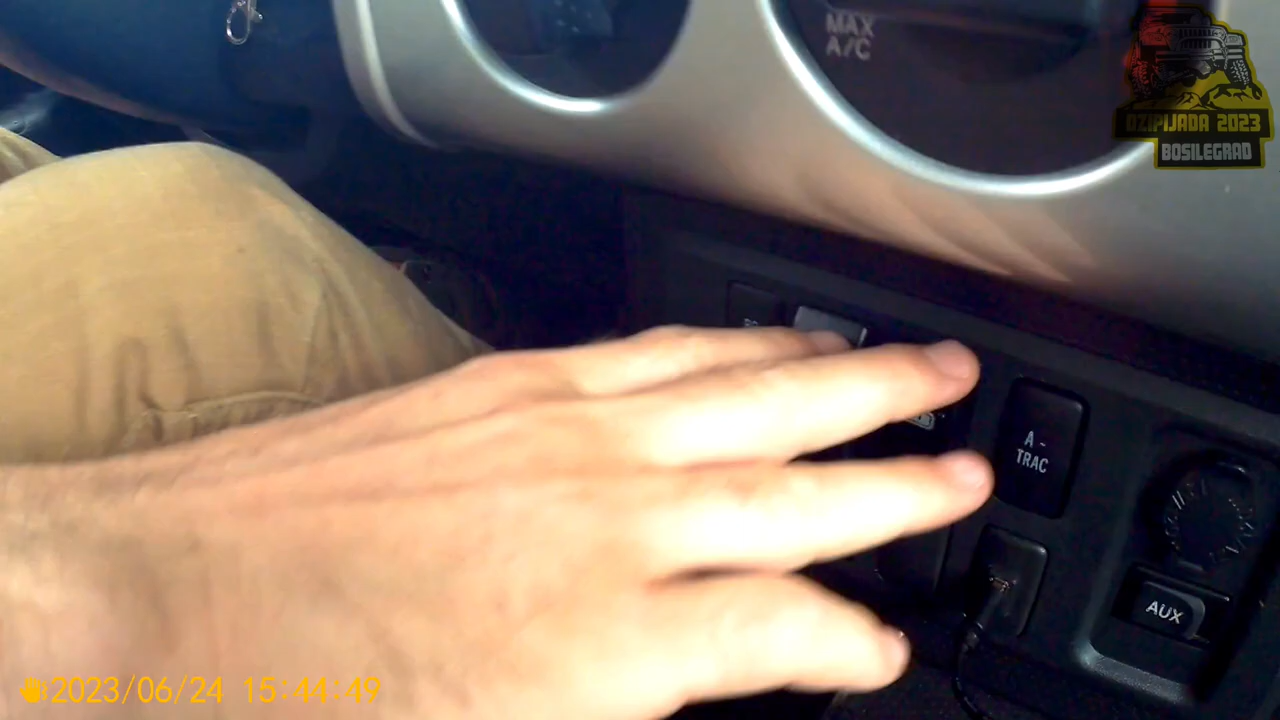 MAX
A/C
DZIPIJADA 2023
BOSILEGRAD
A -
TRAC
AUX
2023/06/24 15:44:49